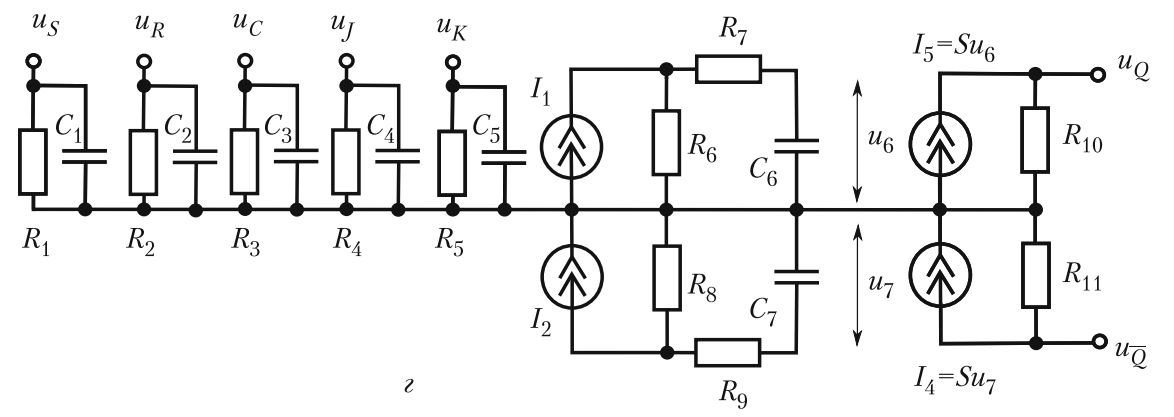 u_S u_R u_C u_J u_K R_7 I_5=Su_6 u_Q
I_1
C_1 C_2 C_3 C_4 C_5 R_6 C_6 u_6 R_10
R_1 R_2 R_3 R_4 R_5
R_8 C_7 u_7 R_11
I_2
u_Q̅
г R_9 I_4=Su_7